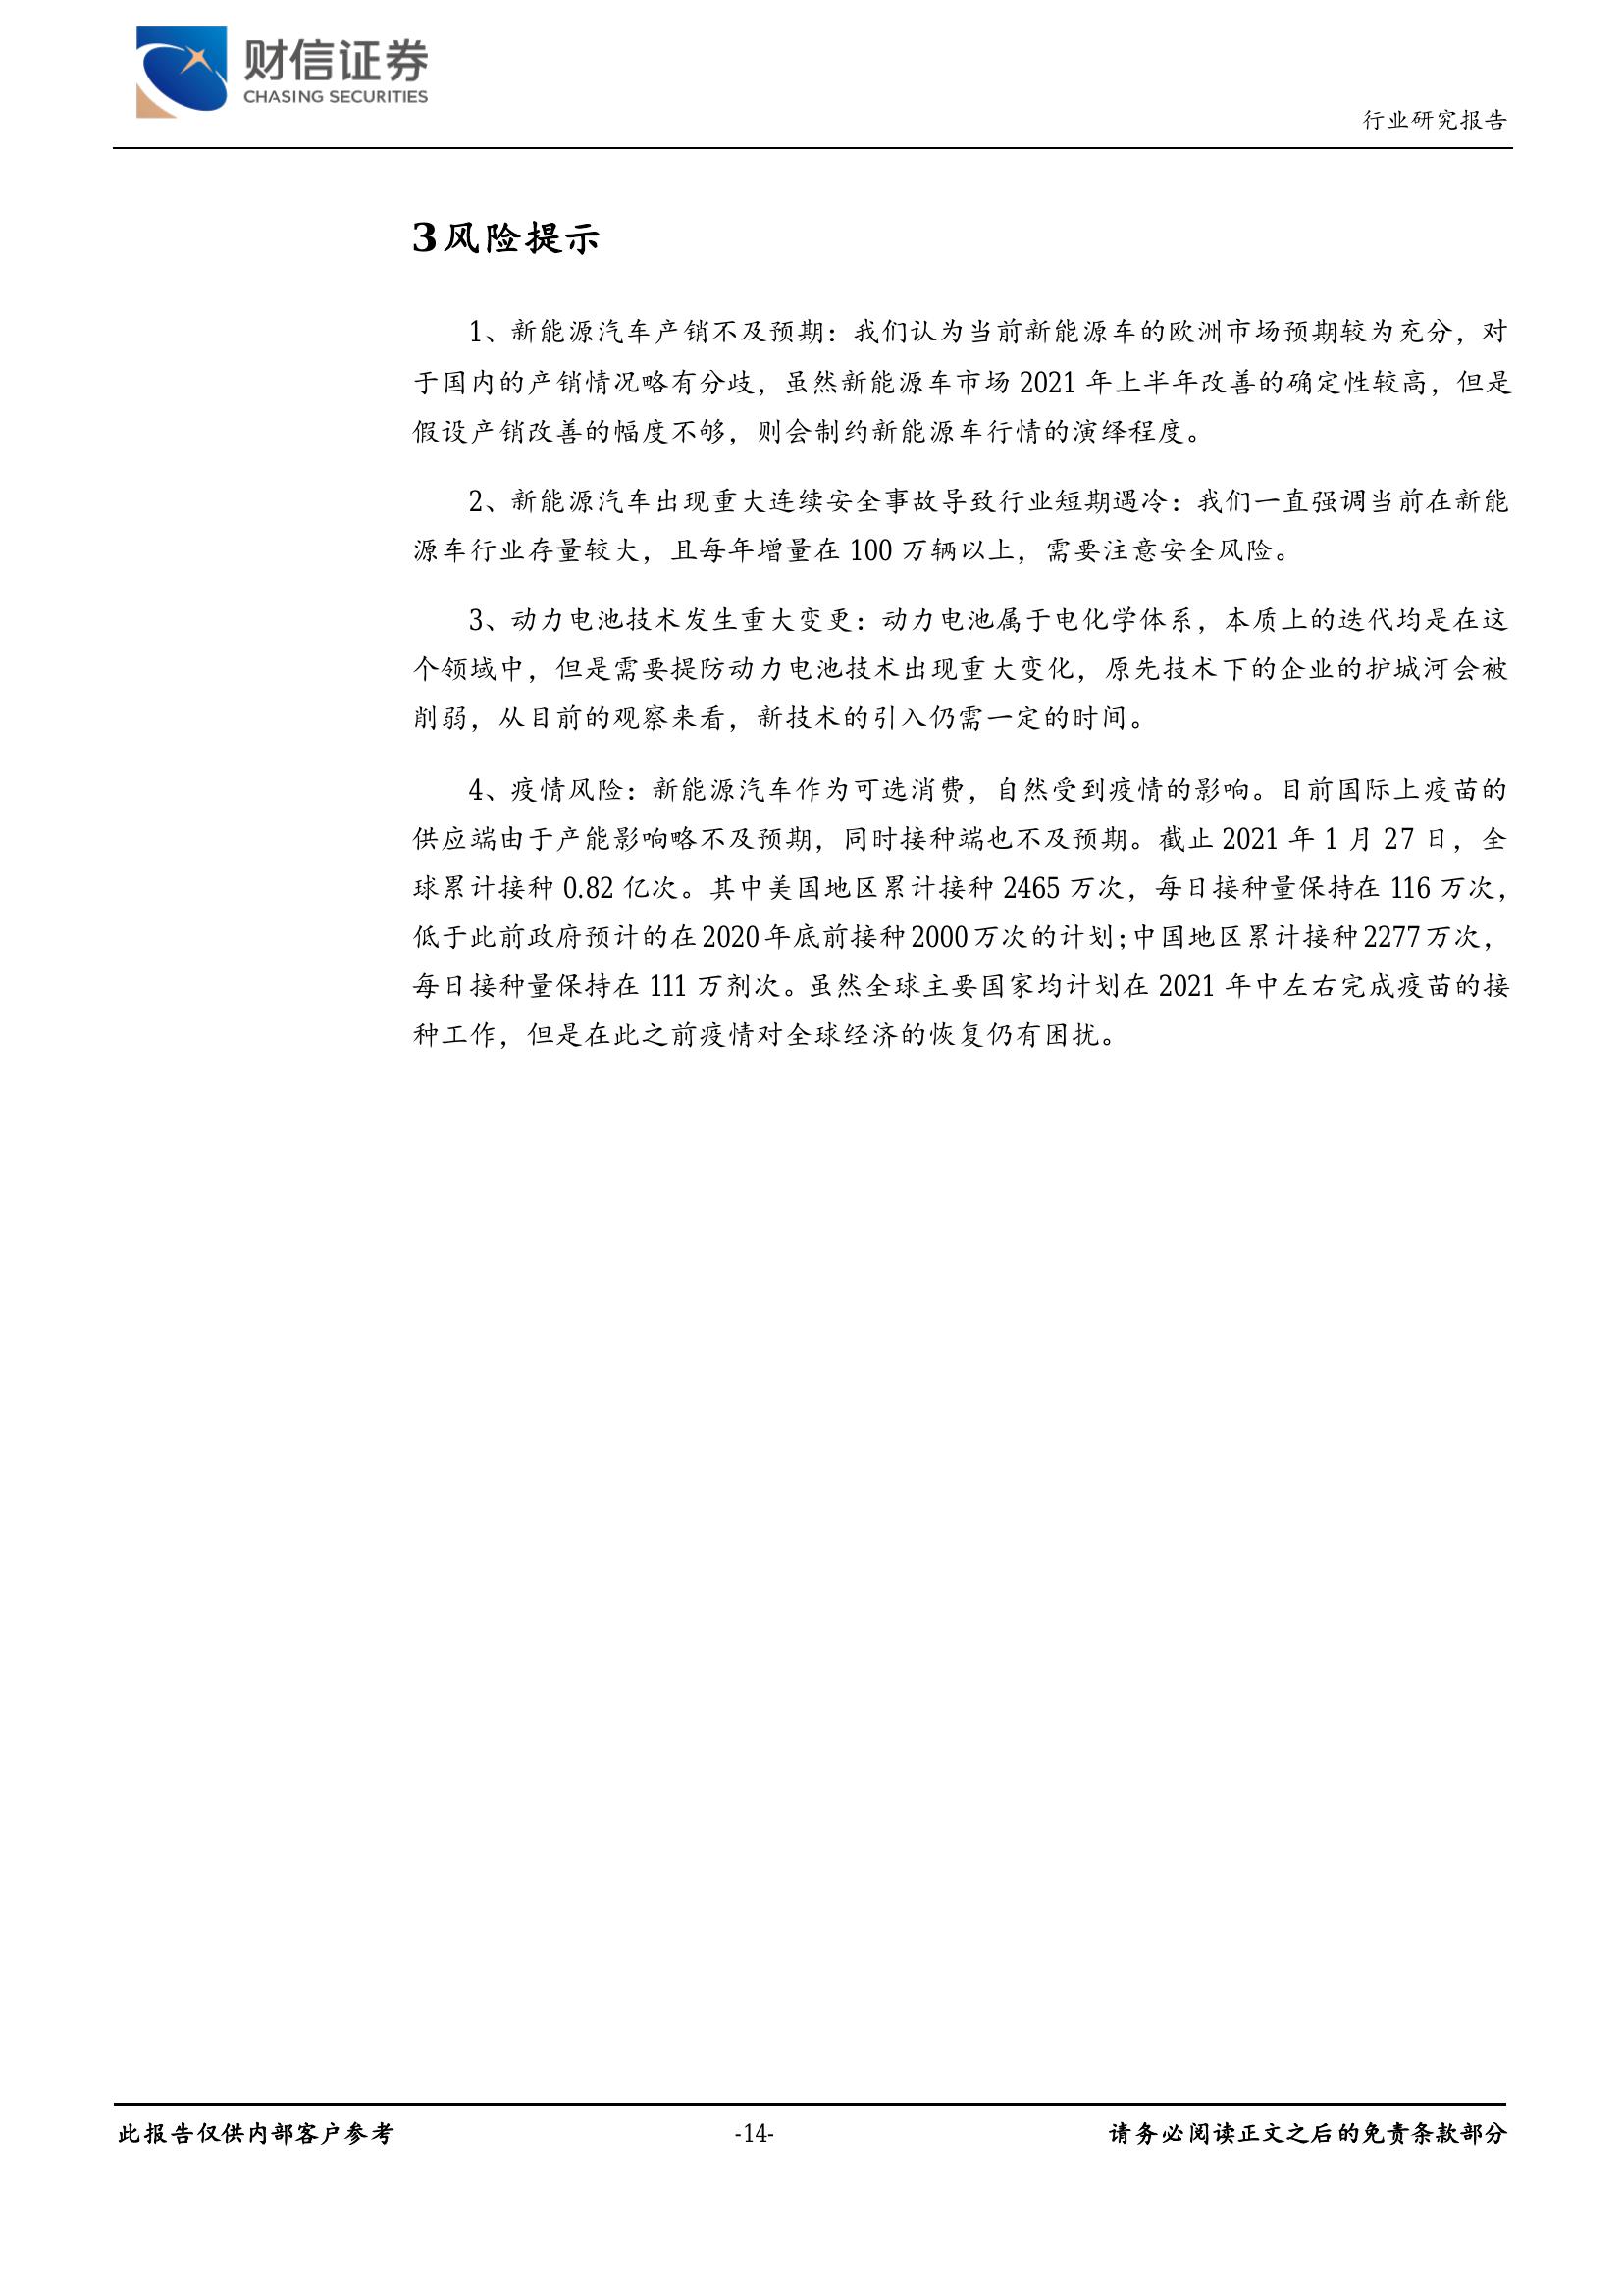 财信证券
CHASING SECURITIES
行业研究报告
3风险提示
1、新能源汽车产销不及预期：我们认为当前新能源车的欧洲市场预期较为充分，对
于国内的产销情况略有分歧，虽然新能源车市场 2021 年上半年改善的确定性较高，但是
假设产销改善的幅度不够，则会制约新能源车行情的演绎程度。
2、新能源汽车出现重大连续安全事故导致行业短期遇冷：我们一直强调当前在新能
源车行业存量较大，且每年增量在 100 万辆以上，需要注意安全风险。
3、动力电池技术发生重大变更：动力电池属于电化学体系，本质上的迭代均是在这
个领域中，但是需要提防动力电池技术出现重大变化，原先技术下的企业的护城河会被
削弱，从目前的观察来看，新技术的引入仍需一定的时间。
4、疫情风险：新能源汽车作为可选消费，自然受到疫情的影响。目前国际上疫苗的
供应端由于产能影响略不及预期，同时接种端也不及预期。截止 2021 年 1 月 27 日，全
球累计接种 0.82 亿次。其中美国地区累计接种 2465 万次，每日接种量保持在 116 万次，
低于此前政府预计的在 2020 年底前接种 2000 万次的计划；中国地区累计接种 2277 万次，
每日接种量保持在 111 万剂次。虽然全球主要国家均计划在 2021 年中左右完成疫苗的接
种工作，但是在此之前疫情对全球经济的恢复仍有困扰。
此报告仅供内部客户参考
-14-
请务必阅读正文之后的免责条款部分